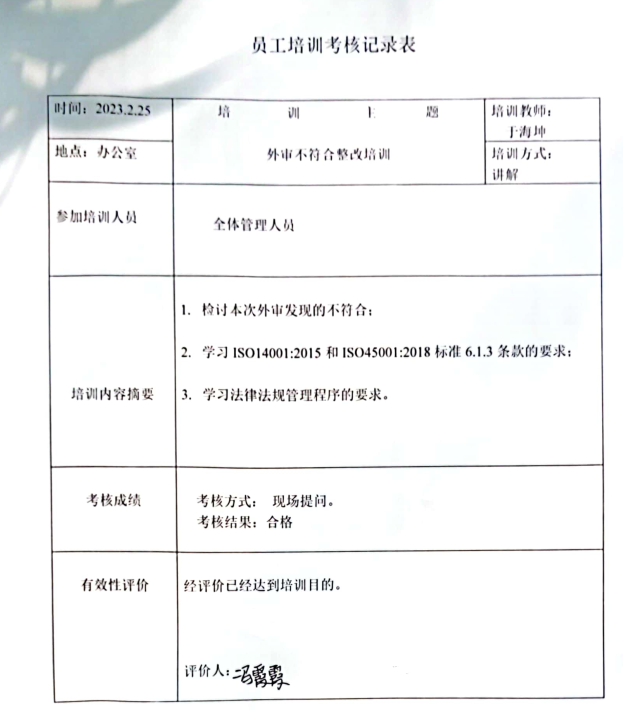 员工培训考核记录表
时间：2023.2.25
培 训 主 题
培训教师：
于海坤
地点：办公室
外审不符合整改培训
培训方式：
讲解
参加培训人员
全体管理人员
1. 检讨本次外审发现的不符合；
2. 学习 ISO14001:2015 和 ISO45001:2018 标准 6.1.3 条款的要求；
培训内容摘要
3. 学习法律法规管理程序的要求。
考核成绩
考核方式： 现场提问。
考核结果：合格
有效性评价
经评价已经达到培训目的。
评价人：冯霞霞